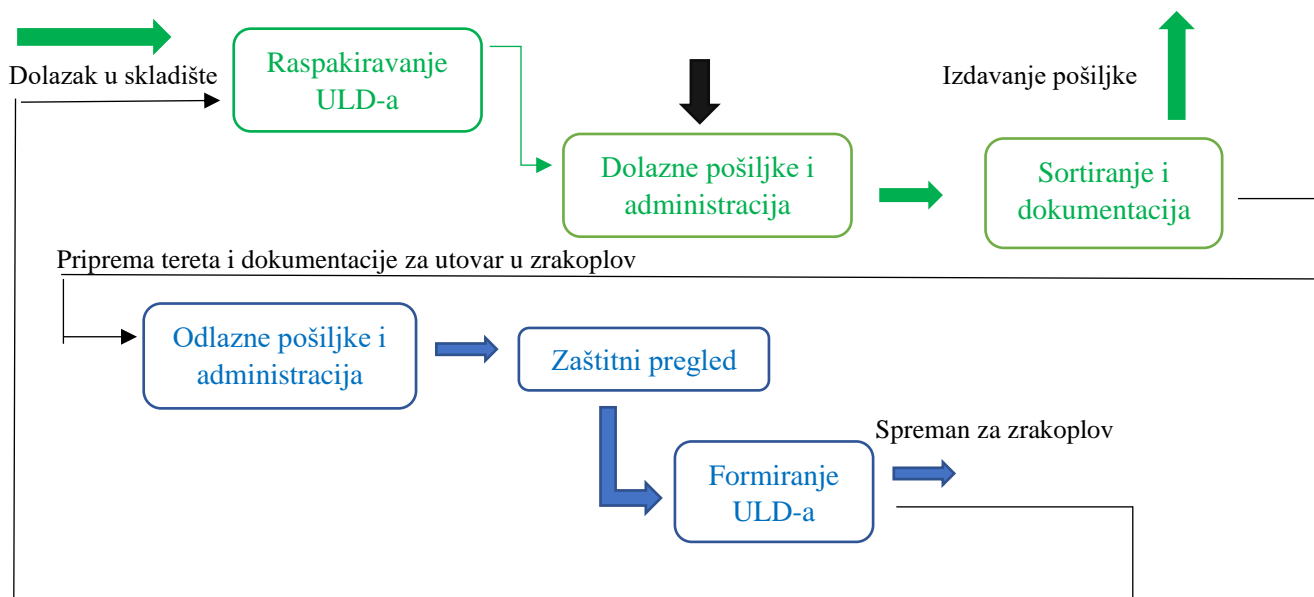 Dolazak u skladište
Raspakiravanje
ULD-a
Izdavanje pošiljke
Dolazne pošiljke i
administracija
Sortiranje i
dokumentacija
Priprema tereta i dokumentacije za utovar u zrakoplov
Odlazne pošiljke i
administracija
Zaštitni pregled
Spreman za zrakoplov
Formiranje
ULD-a